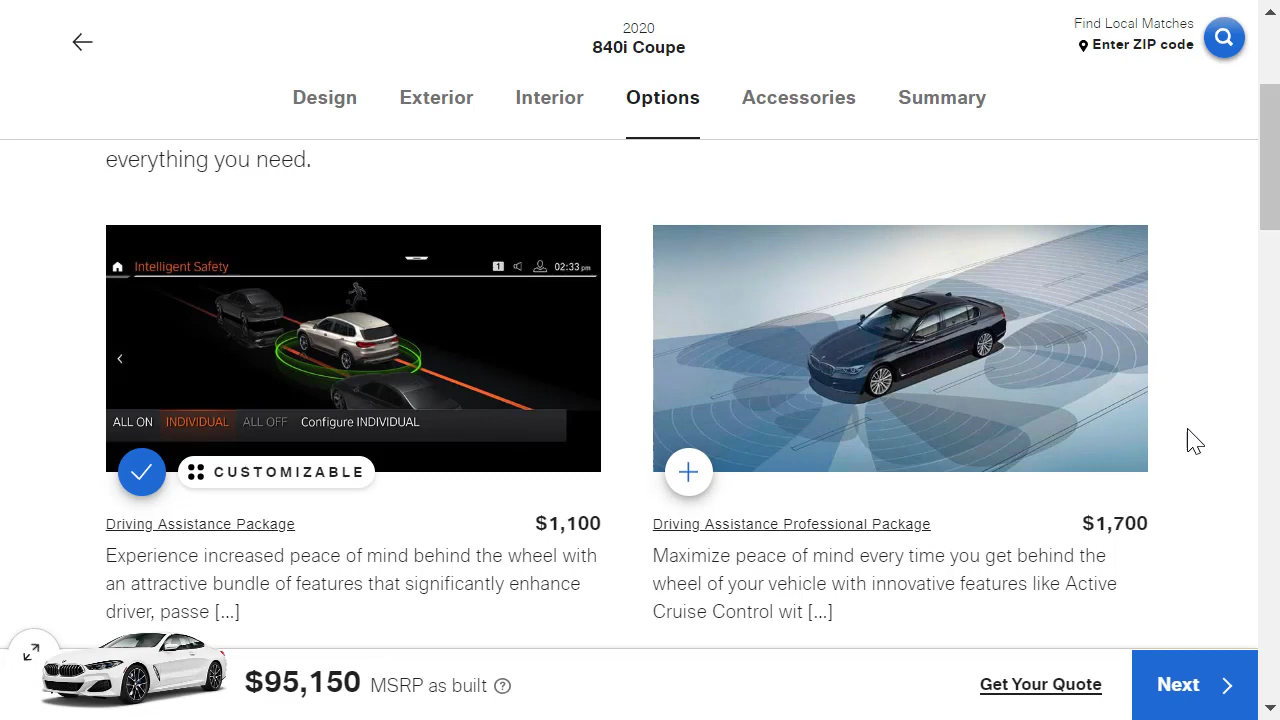 2020
840i Coupe
Find Local Matches
Enter ZIP code
Design
Exterior
Interior
Options
Accessories
Summary
everything you need.
Intelligent Safety
1
02:33 pm
ALL ON
INDIVIDUAL
ALL OFF
Configure INDIVIDUAL
CUSTOMIZABLE
Driving Assistance Package
$1,100
Experience increased peace of mind behind the wheel with
an attractive bundle of features that significantly enhance
driver, passe [...]
Driving Assistance Professional Package
$1,700
Maximize peace of mind every time you get behind the
wheel of your vehicle with innovative features like Active
Cruise Control wit [...]
$95,150 MSRP as built ?
Get Your Quote
Next